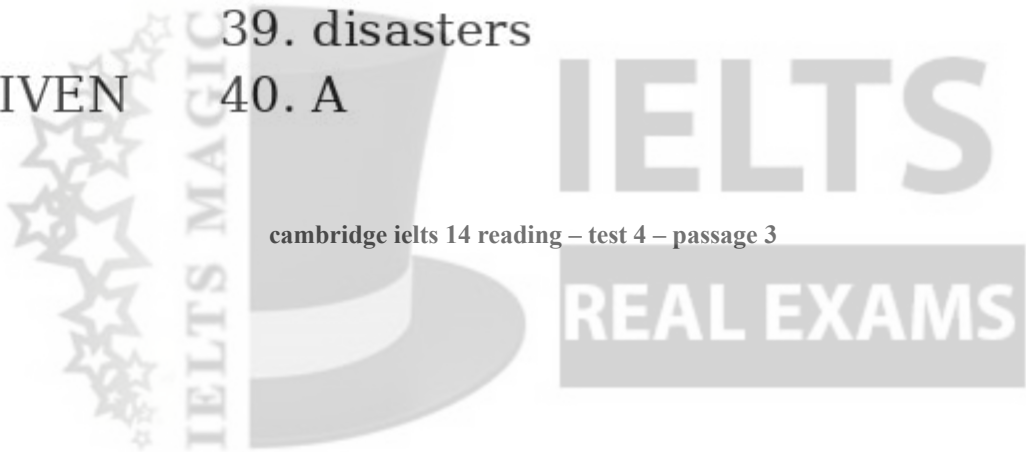 39. disasters
IVEN 40. A
IELTS
cambridge ielts 14 reading – test 4 – passage 3
REAL EXAMS
IELTS MAGIC